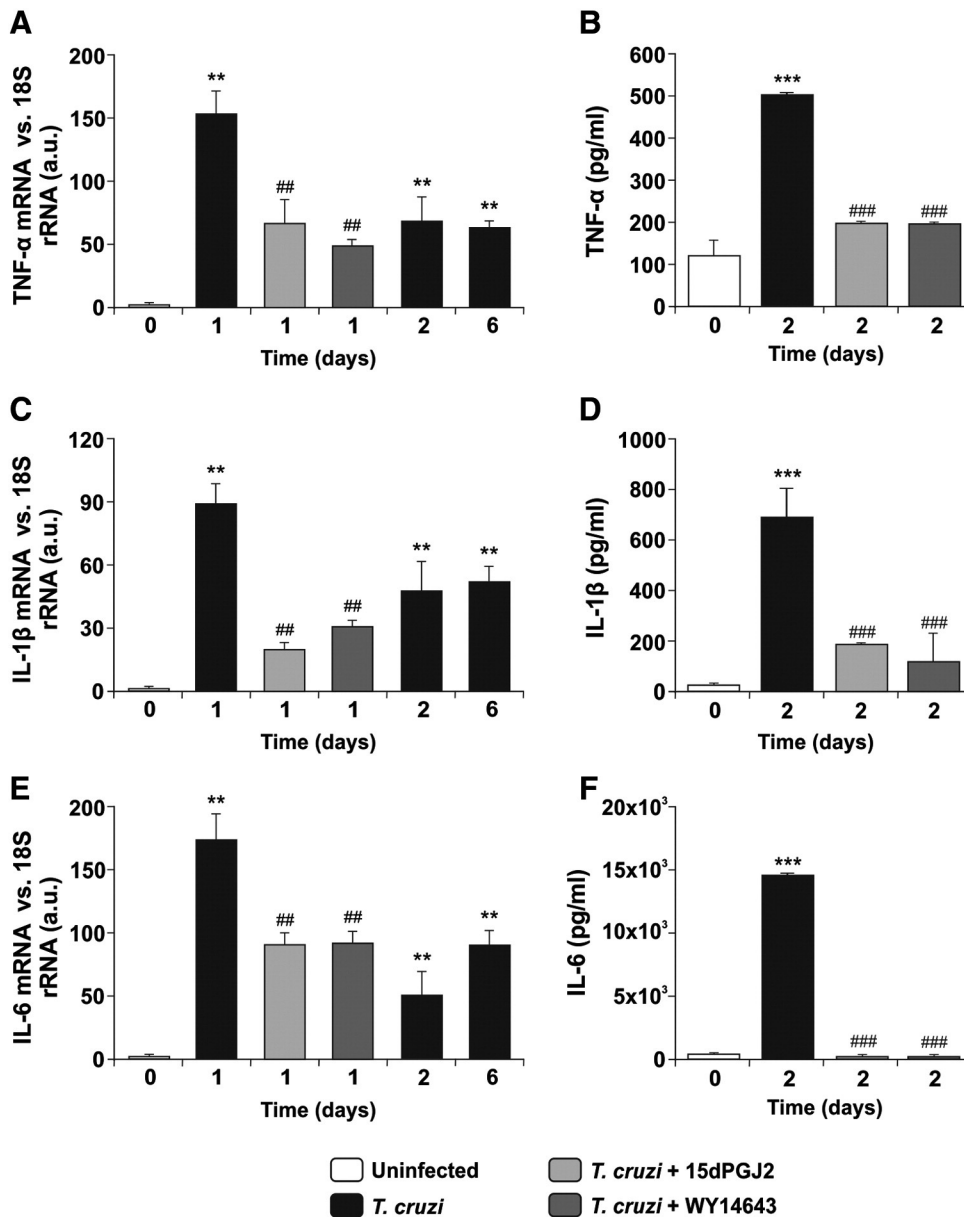 A
TNF-α mRNA vs. 18S
rRNA (a.u.)
200
150
100
50
0
**
##
##
**
**
0 1 1 1 2 6
Time (days)
B
TNF-α (pg/ml)
600
500
400
300
200
100
0
***
###
###
0 2 2 2
Time (days)
C
IL-1β mRNA vs. 18S
rRNA (a.u.)
120
90
60
30
0
**
##
##
**
**
0 1 1 1 2 6
Time (days)
D
IL-1β (pg/ml)
1000
800
600
400
200
0
***
###
###
0 2 2 2
Time (days)
E
IL-6 mRNA vs. 18S
rRNA (a.u.)
200
150
100
50
0
**
##
##
**
**
0 1 1 1 2 6
Time (days)
F
IL-6 (pg/ml)
20x10³
15x10³
10x10³
5x10³
0
***
###
###
0 2 2 2
Time (days)
Uninfected
T. cruzi
T. cruzi + 15dPGJ2
T. cruzi + WY14643